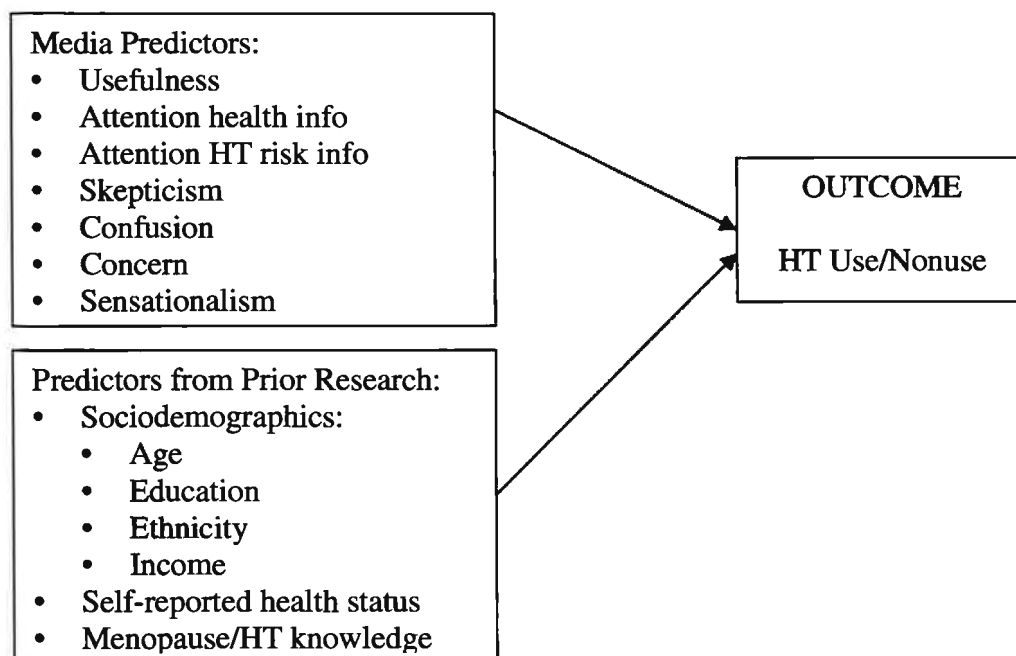 Media Predictors:
• Usefulness
• Attention health info
• Attention HT risk info
• Skepticism
• Confusion
• Concern
• Sensationalism
OUTCOME
HT Use/Nonuse
Predictors from Prior Research:
• Sociodemographics:
• Age
• Education
• Ethnicity
• Income
• Self-reported health status
• Menopause/HT knowledge